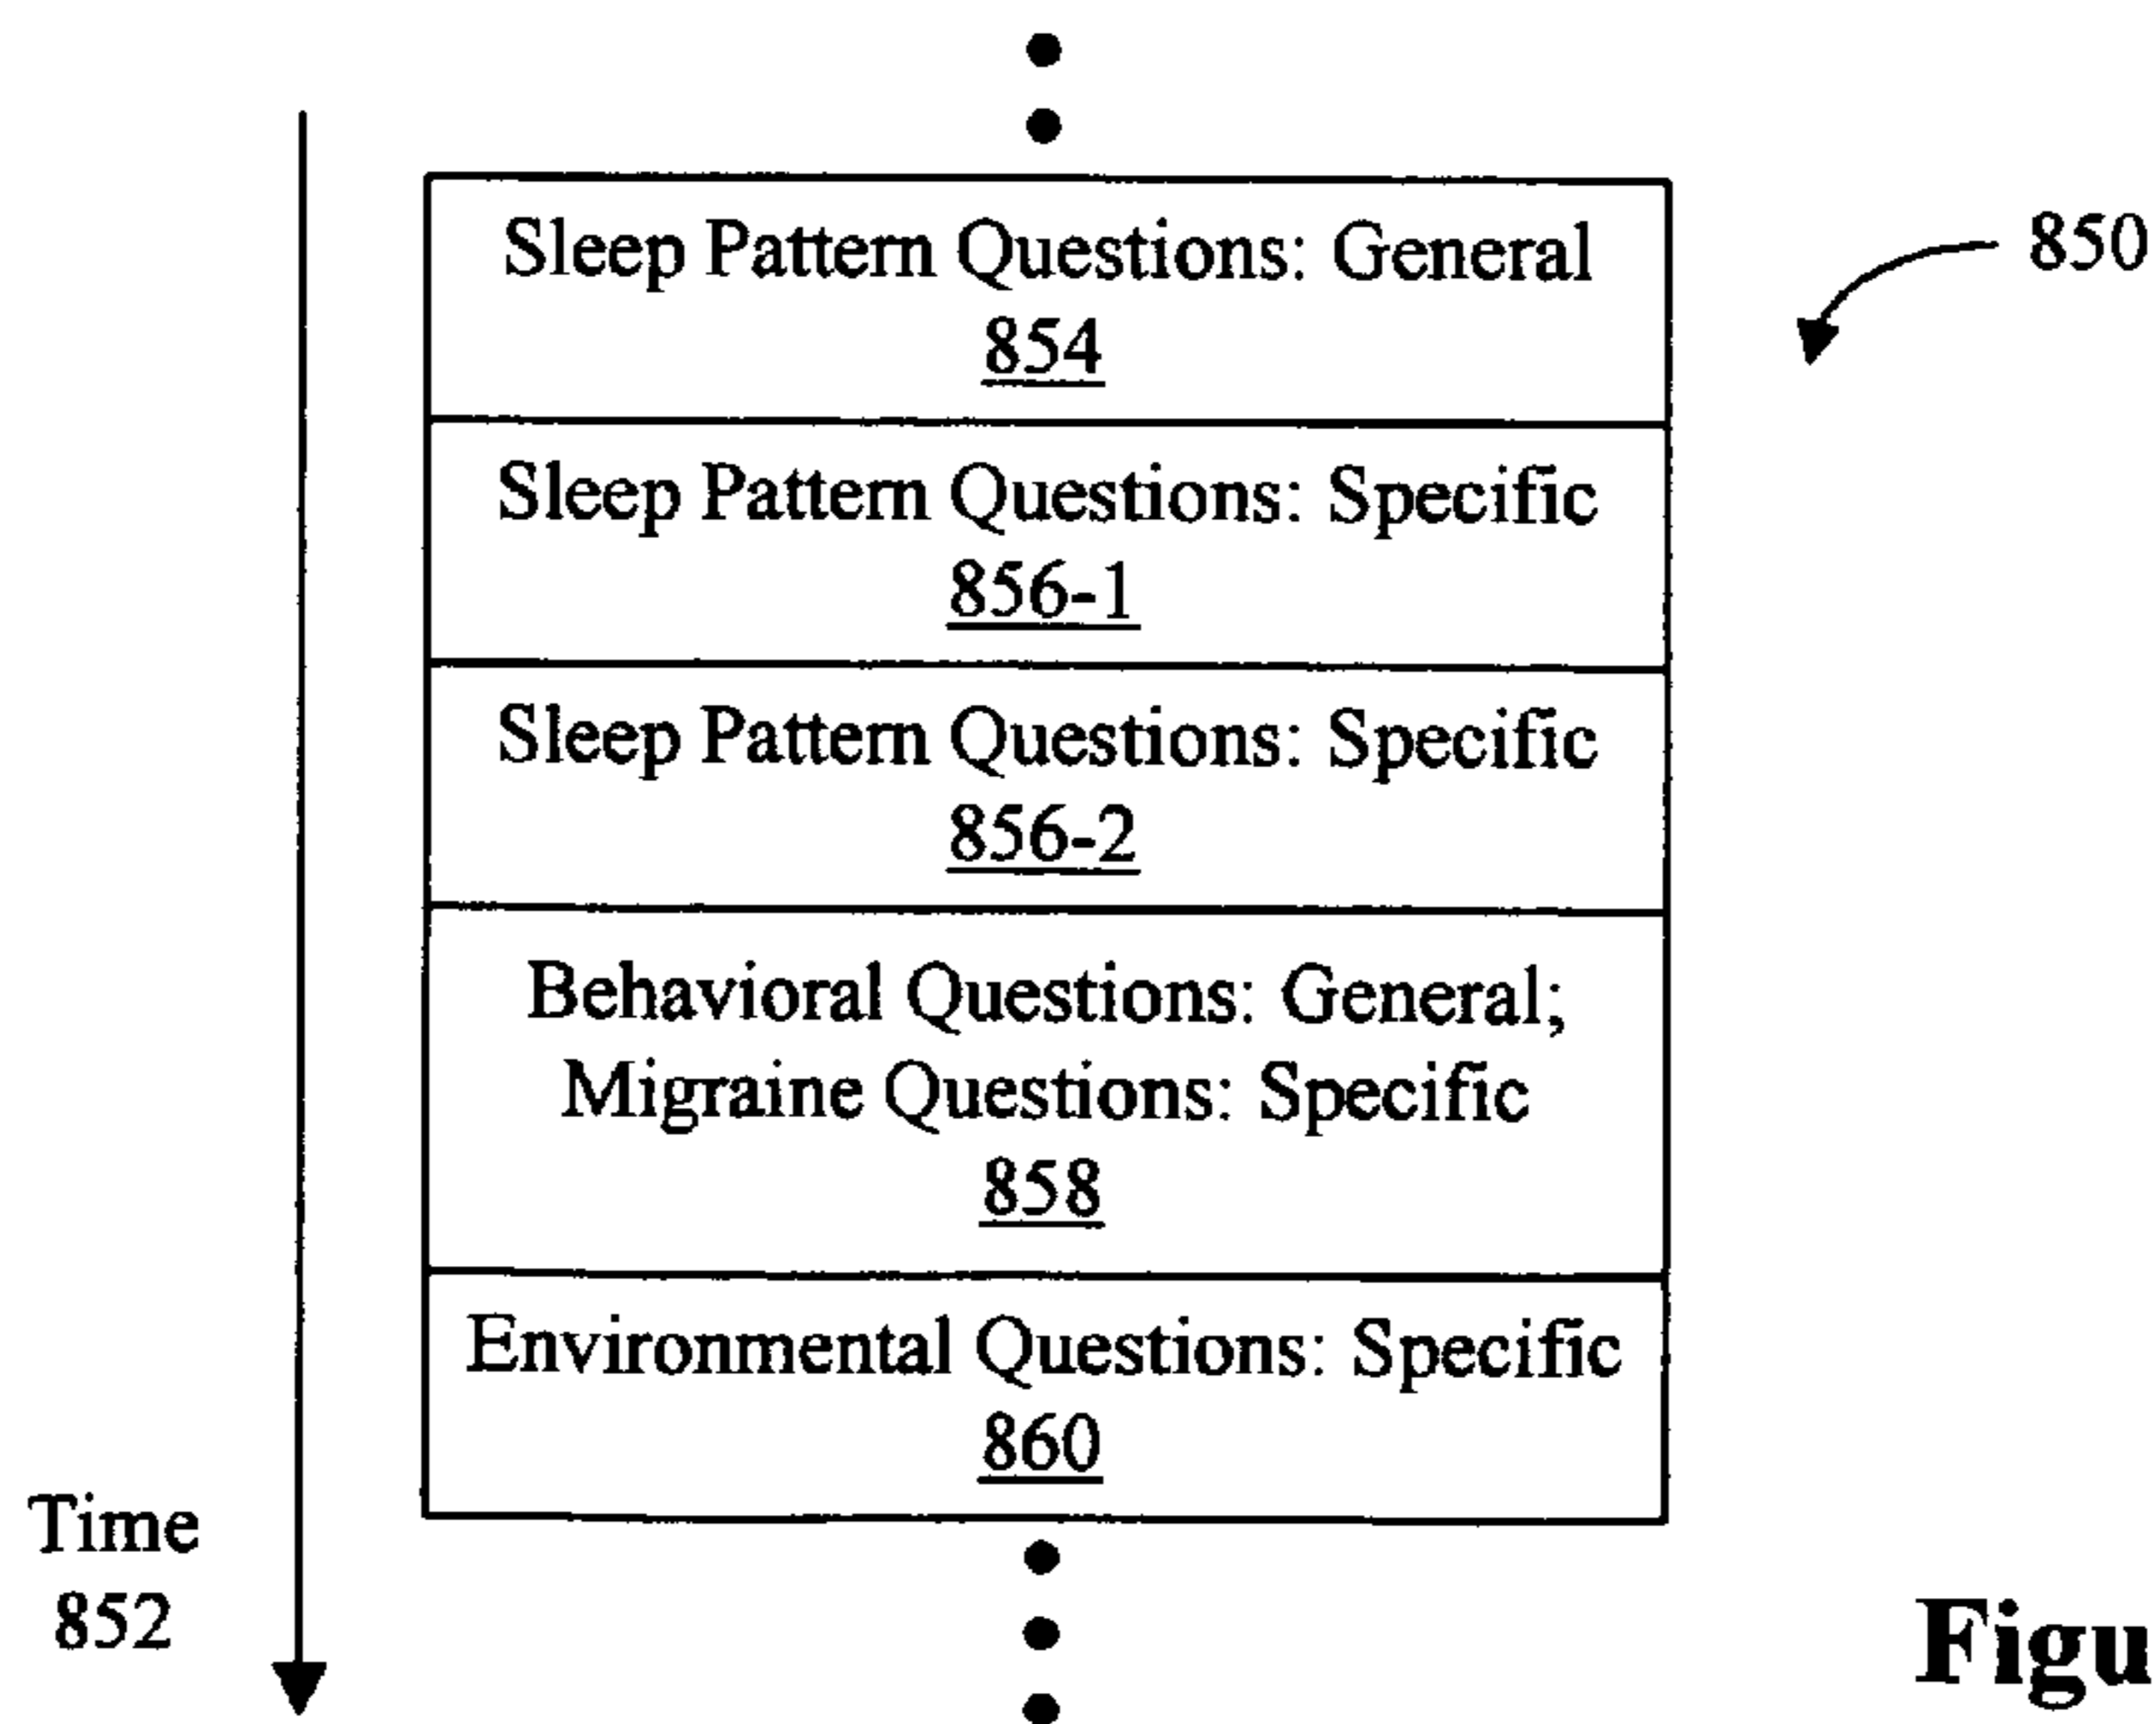 Sleep Pattern Questions: General
854
850
Sleep Pattern Questions: Specific
856-1
Sleep Pattern Questions: Specific
856-2
Behavioral Questions: General;
Migraine Questions: Specific
858
Environmental Questions: Specific
860
Time
852
Figu